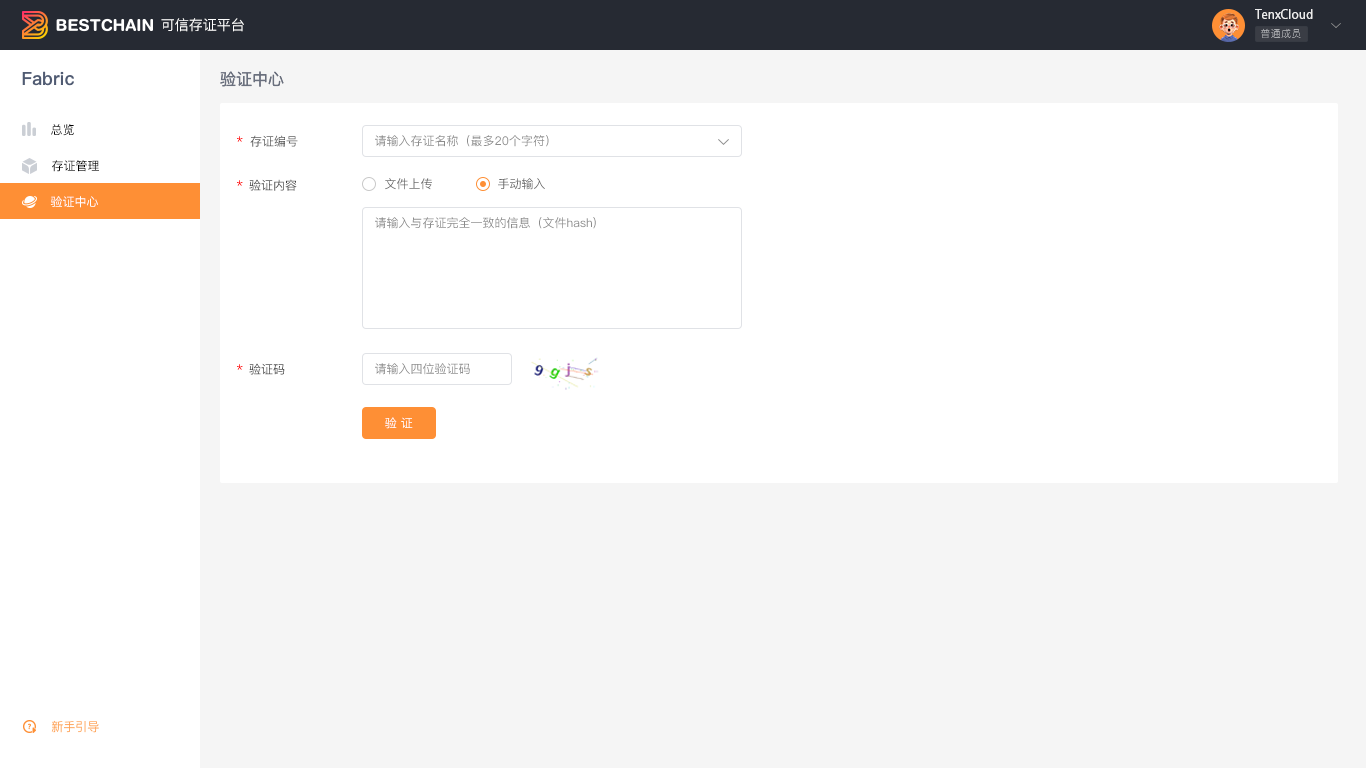 BESTCHAIN 可信存证平台
TenxCloud
普通成员
Fabric
总览
存证管理
验证中心
新手引导
验证中心
* 存证编号
请输入存证名称（最多20个字符）
* 验证内容
文件上传
手动输入
请输入与存证完全一致的信息（文件hash）
* 验证码
请输入四位验证码
9gjs
验 证